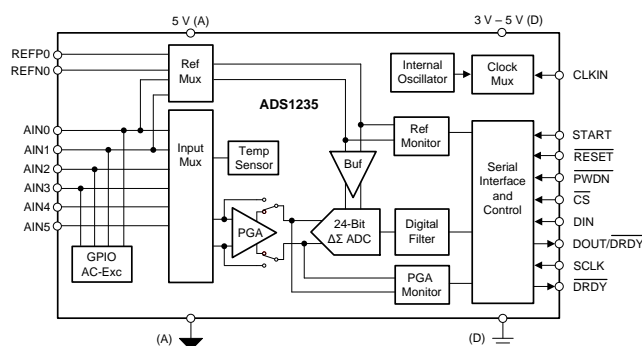 5 V (A)
3 V – 5 V (D)
REFP0
REFN0
Ref
Mux
Internal
Oscillator
Clock
Mux
CLKIN
ADS1235
AIN0
AIN1
AIN2
AIN3
AIN4
AIN5
Input
Mux
Temp
Sensor
Buf
Ref
Monitor
Serial
Interface
and
Control
START
RESET
PWDN
CS
DIN
DOUT/DRDY
SCLK
DRDY
PGA
24-Bit
ΔΣ ADC
Digital
Filter
GPIO
AC-Exc
PGA
Monitor
(A)
(D)